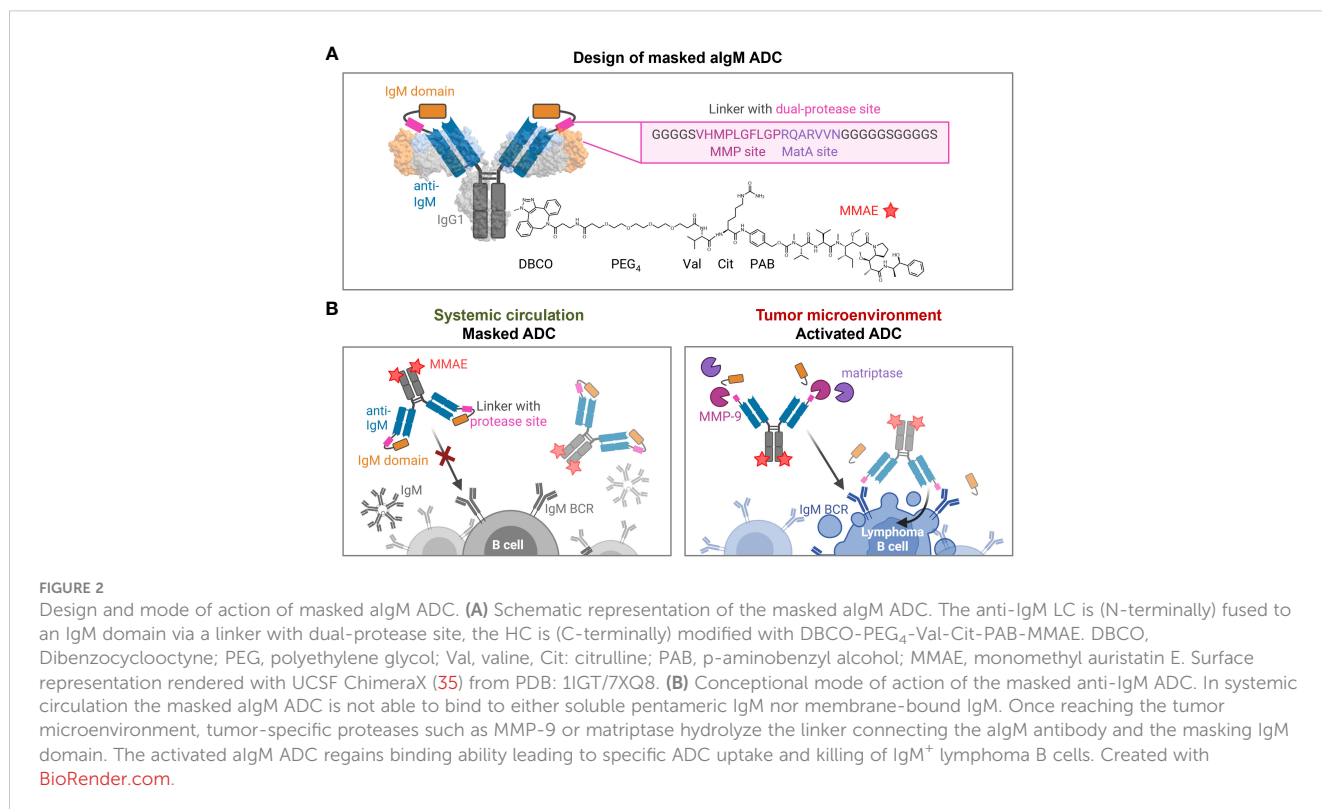 A
Design of masked aIgM ADC
IgM domain
Linker with dual-protease site
GGGGSVHMPLGFLGPRQARVVNGGGGGSGGGGS
MMP site MatA site
anti-
IgM
IgG1
MMAE
DBCO PEG4 Val Cit PAB
B
Systemic circulation
Masked ADC
MMAE
anti-
IgM
Linker with
protease site
IgM domain
IgM
IgM BCR
B cell
Tumor microenvironment
Activated ADC
matriptase
MMP-9
IgM BCR
Lymphoma
B cell
FIGURE 2
Design and mode of action of masked aIgM ADC. (A) Schematic representation of the masked aIgM ADC. The anti-IgM LC is (N-terminally) fused to
an IgM domain via a linker with dual-protease site, the HC is (C-terminally) modified with DBCO-PEG4-Val-Cit-PAB-MMAE. DBCO,
Dibenzocyclooctyne; PEG, polyethylene glycol; Val, valine, Cit: citrulline; PAB, p-aminobenzyl alcohol; MMAE, monomethyl auristatin E. Surface
representation rendered with UCSF ChimeraX (35) from PDB: 1IGT/7XQ8. (B) Conceptional mode of action of the masked anti-IgM ADC. In systemic
circulation the masked aIgM ADC is not able to bind to either soluble pentameric IgM nor membrane-bound IgM. Once reaching the tumor
microenvironment, tumor-specific proteases such as MMP-9 or matriptase hydrolyze the linker connecting the aIgM antibody and the masking IgM
domain. The activated aIgM ADC regains binding ability leading to specific ADC uptake and killing of IgM+ lymphoma B cells. Created with
BioRender.com.